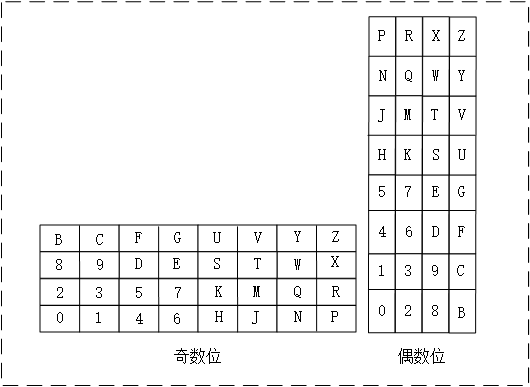 P R X Z
N Q W Y
J M T V
H K S U
5 7 E G
4 6 D F
1 3 9 C
0 2 8 B
B C F G U V Y Z
8 9 D E S T W X
2 3 5 7 K M Q R
0 1 4 6 H J N P
奇数位 偶数位